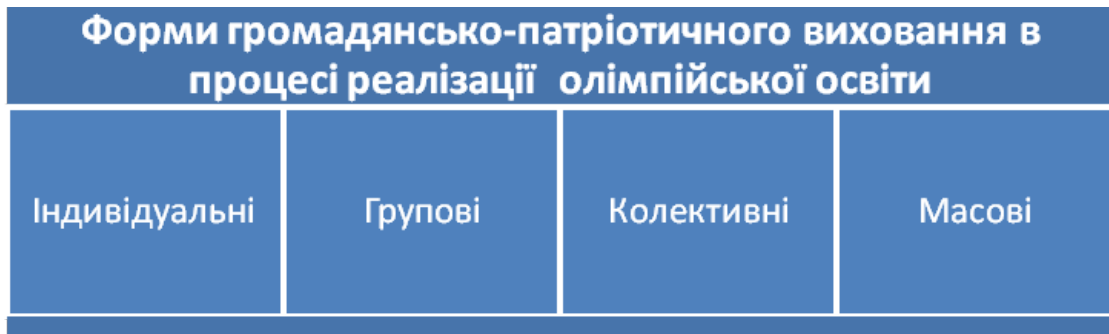 Форми громадянсько-патріотичного виховання в
процесі реалізації олімпійської освіти
Індивідуальні
Групові
Колективні
Масові